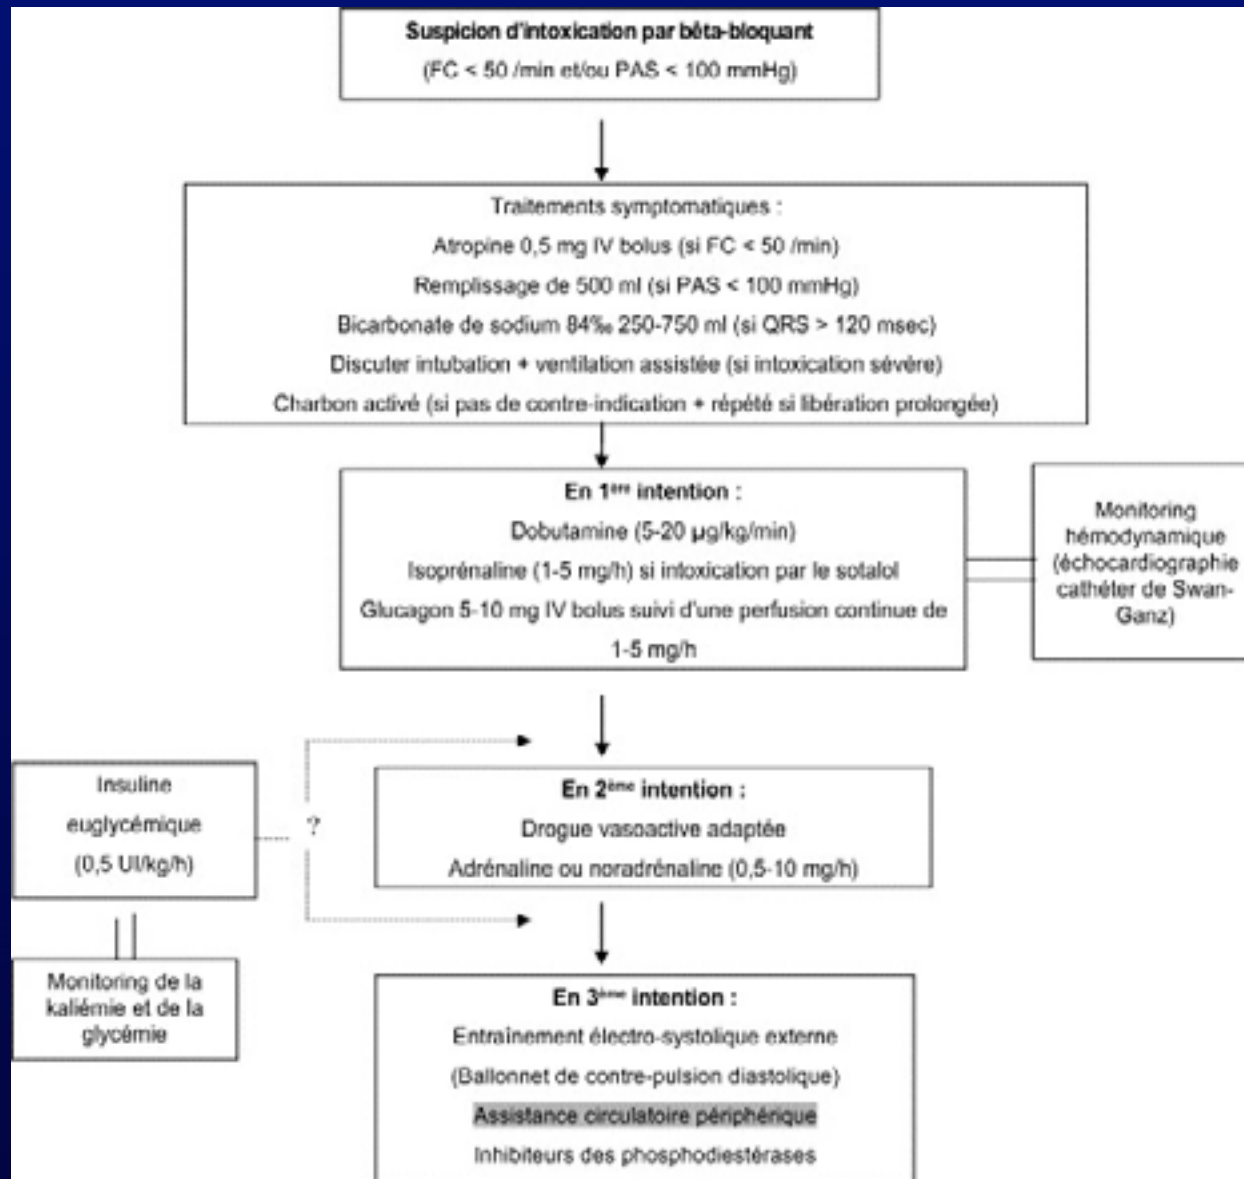 Suspicion d'intoxication par bêta-bloquant
(FC < 50 /min et/ou PAS < 100 mmHg)
Traitements symptomatiques :
Atropine 0,5 mg IV bolus (si FC < 50 /min)
Remplissage de 500 ml (si PAS < 100 mmHg)
Bicarbonate de sodium 84‰ 250-750 ml (si QRS > 120 msec)
Discuter intubation + ventilation assistée (si intoxication sévère)
Charbon activé (si pas de contre-indication + répété si libération prolongée)
En 1ère intention :
Dobutamine (5-20 µg/kg/min)
Isoprénaline (1-5 mg/h) si intoxication par le sotalol
Glucagon 5-10 mg IV bolus suivi d'une perfusion continue de
1-5 mg/h
Monitoring
hémodynamique
(échocardiographie
cathéter de Swan-
Ganz)
Insuline
euglycémique
(0,5 UI/kg/h)
?
En 2ème intention :
Drogue vasoactive adaptée
Adrénaline ou noradrénaline (0,5-10 mg/h)
Monitoring de la
kaliémie et de la
glycémie
En 3ème intention :
Entraînement électro-systolique externe
(Ballonnet de contre-pulsion diastolique)
Assistance circulatoire périphérique
Inhibiteurs des phosphodiestérases